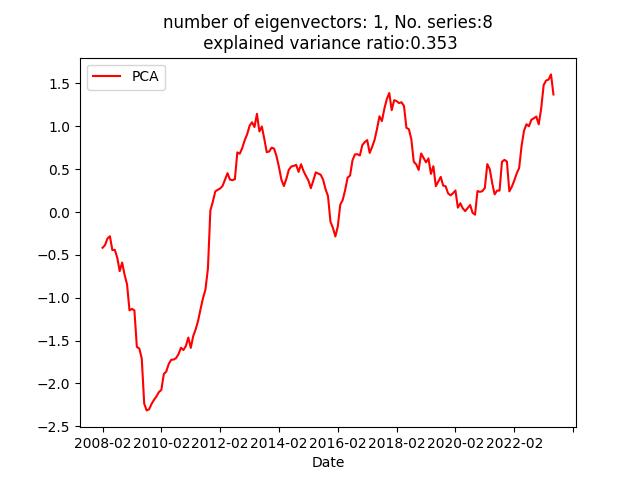 number of eigenvectors: 1, No. series:8
explained variance ratio:0.353
PCA
1.5
1.0
0.5
0.0
−0.5
−1.0
−1.5
−2.0
−2.5
2008-02 2010-02 2012-02 2014-02 2016-02 2018-02 2020-02 2022-02
Date